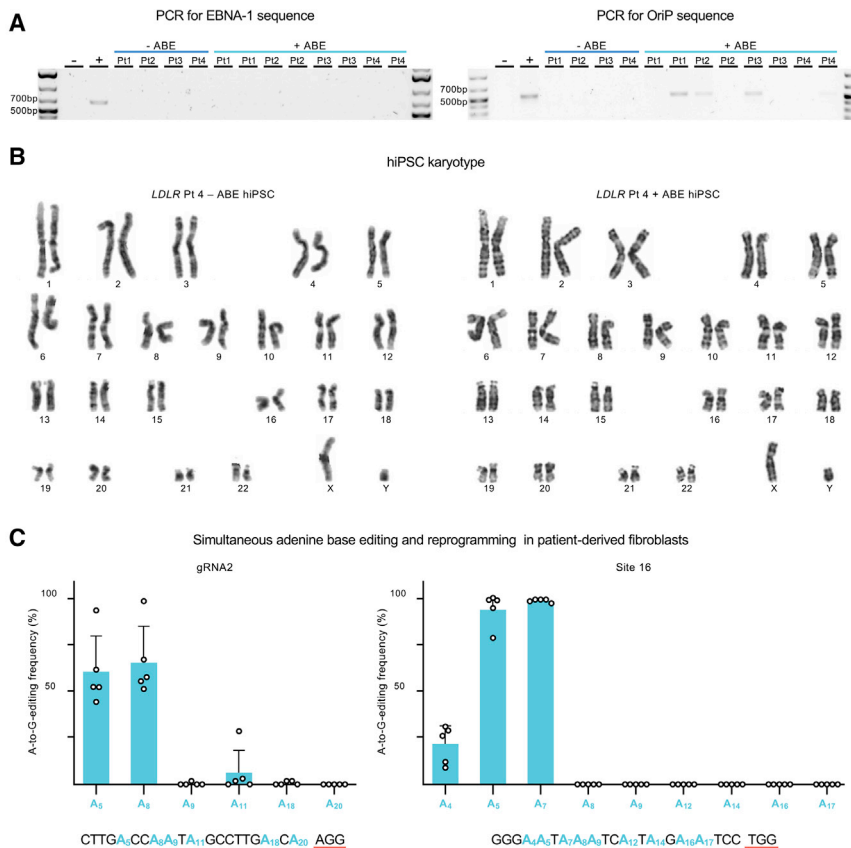 A
PCR for EBNA-1 sequence
- ABE + ABE
- + Pt1 Pt2 Pt3 Pt4 Pt1 Pt1 Pt2 Pt2 Pt3 Pt3 Pt4 Pt4
700bp
500bp
PCR for OriP sequence
- ABE + ABE
- + Pt1 Pt2 Pt3 Pt4 Pt1 Pt1 Pt2 Pt2 Pt3 Pt3 Pt4 Pt4
700bp
500bp
B
hiPSC karyotype
LDLR Pt 4 – ABE hiPSC
1 2 3 4 5
6 7 8 9 10 11 12
13 14 15 16 17 18
19 20 21 22 X Y
LDLR Pt 4 + ABE hiPSC
1 2 3 4 5
6 7 8 9 10 11 12
13 14 15 16 17 18
19 20 21 22 X Y
C
Simultaneous adenine base editing and reprogramming in patient-derived fibroblasts
gRNA2
A-to-G-editing frequency (%)
100
50
A5 A8 A9 A11 A18 A20
CTTGA5CCA8A9TA11GCCTTGA18CA20 AGG
Site 16
A-to-G-editing frequency (%)
100
50
A4 A5 A7 A8 A9 A12 A14 A16 A17
GGGA4A5TA7A8A9TCA12TA14GA16A17TCC TGG